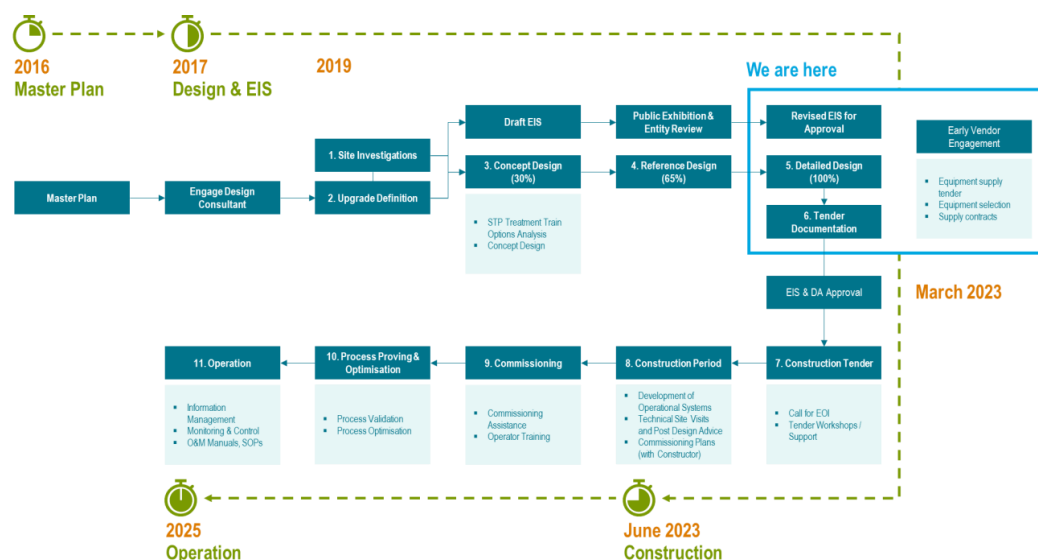 2016
Master Plan
2017
Design & EIS
2019
We are here
Draft EIS
Public Exhibition &
Entity Review
Revised EIS for
Approval
Early Vendor
Engagement
1. Site Investigations
3. Concept Design
(30%)
4. Reference Design
(65%)
5. Detailed Design
(100%)
▪ Equipment supply
tender
▪ Equipment selection
▪ Supply contracts
Master Plan
Engage Design
Consultant
2. Upgrade Definition
▪ STP Treatment Train
Options Analysis
▪ Concept Design
6. Tender
Documentation
EIS & DA Approval
March 2023
11. Operation
10. Process Proving &
Optimisation
9. Commissioning
8. Construction Period
7. Construction Tender
▪ Information
Management
▪ Monitoring & Control
▪ O&M Manuals, SOPs
▪ Process Validation
▪ Process Optimisation
▪ Commissioning
Assistance
▪ Operator Training
▪ Development of
Operational Systems
▪ Technical Site Visits
and Post Design Advice
▪ Commissioning Plans
(with Constructor)
▪ Call for EOI
▪ Tender Workshops /
Support
2025
Operation
June 2023
Construction